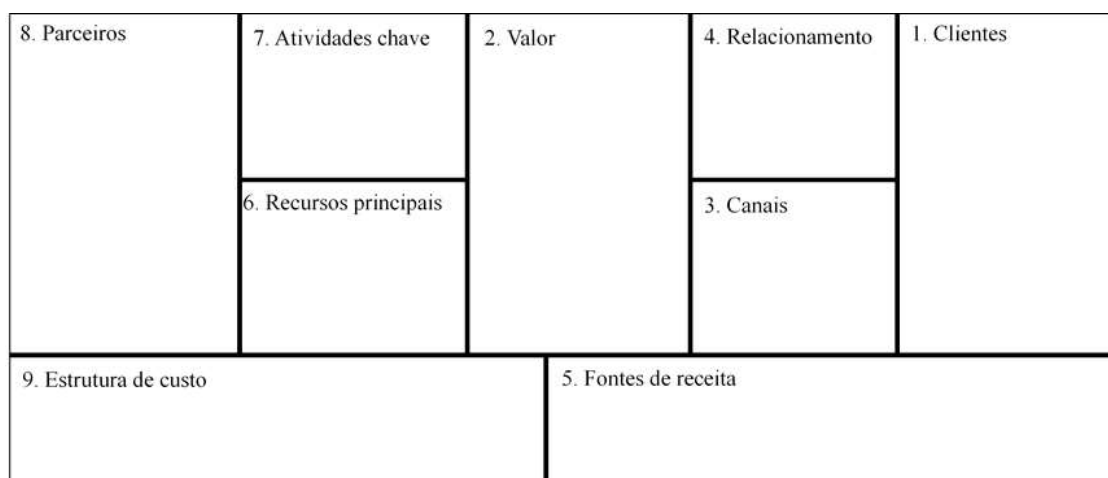 8. Parceiros
7. Atividades chave
2. Valor
4. Relacionamento
1. Clientes
6. Recursos principais
3. Canais
9. Estrutura de custo
5. Fontes de receita